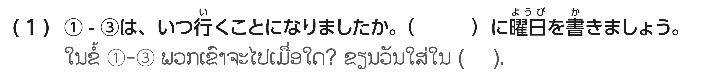 (1) ①-③は、いつ行くことになりましたか。(　　)に曜日を書きましょう。
ໃນຂໍ້ ①-③ ພວກເຂົາຈະໄປເມື່ອໃດ? ຂຽນວັນໃສ່ໃນ (　).